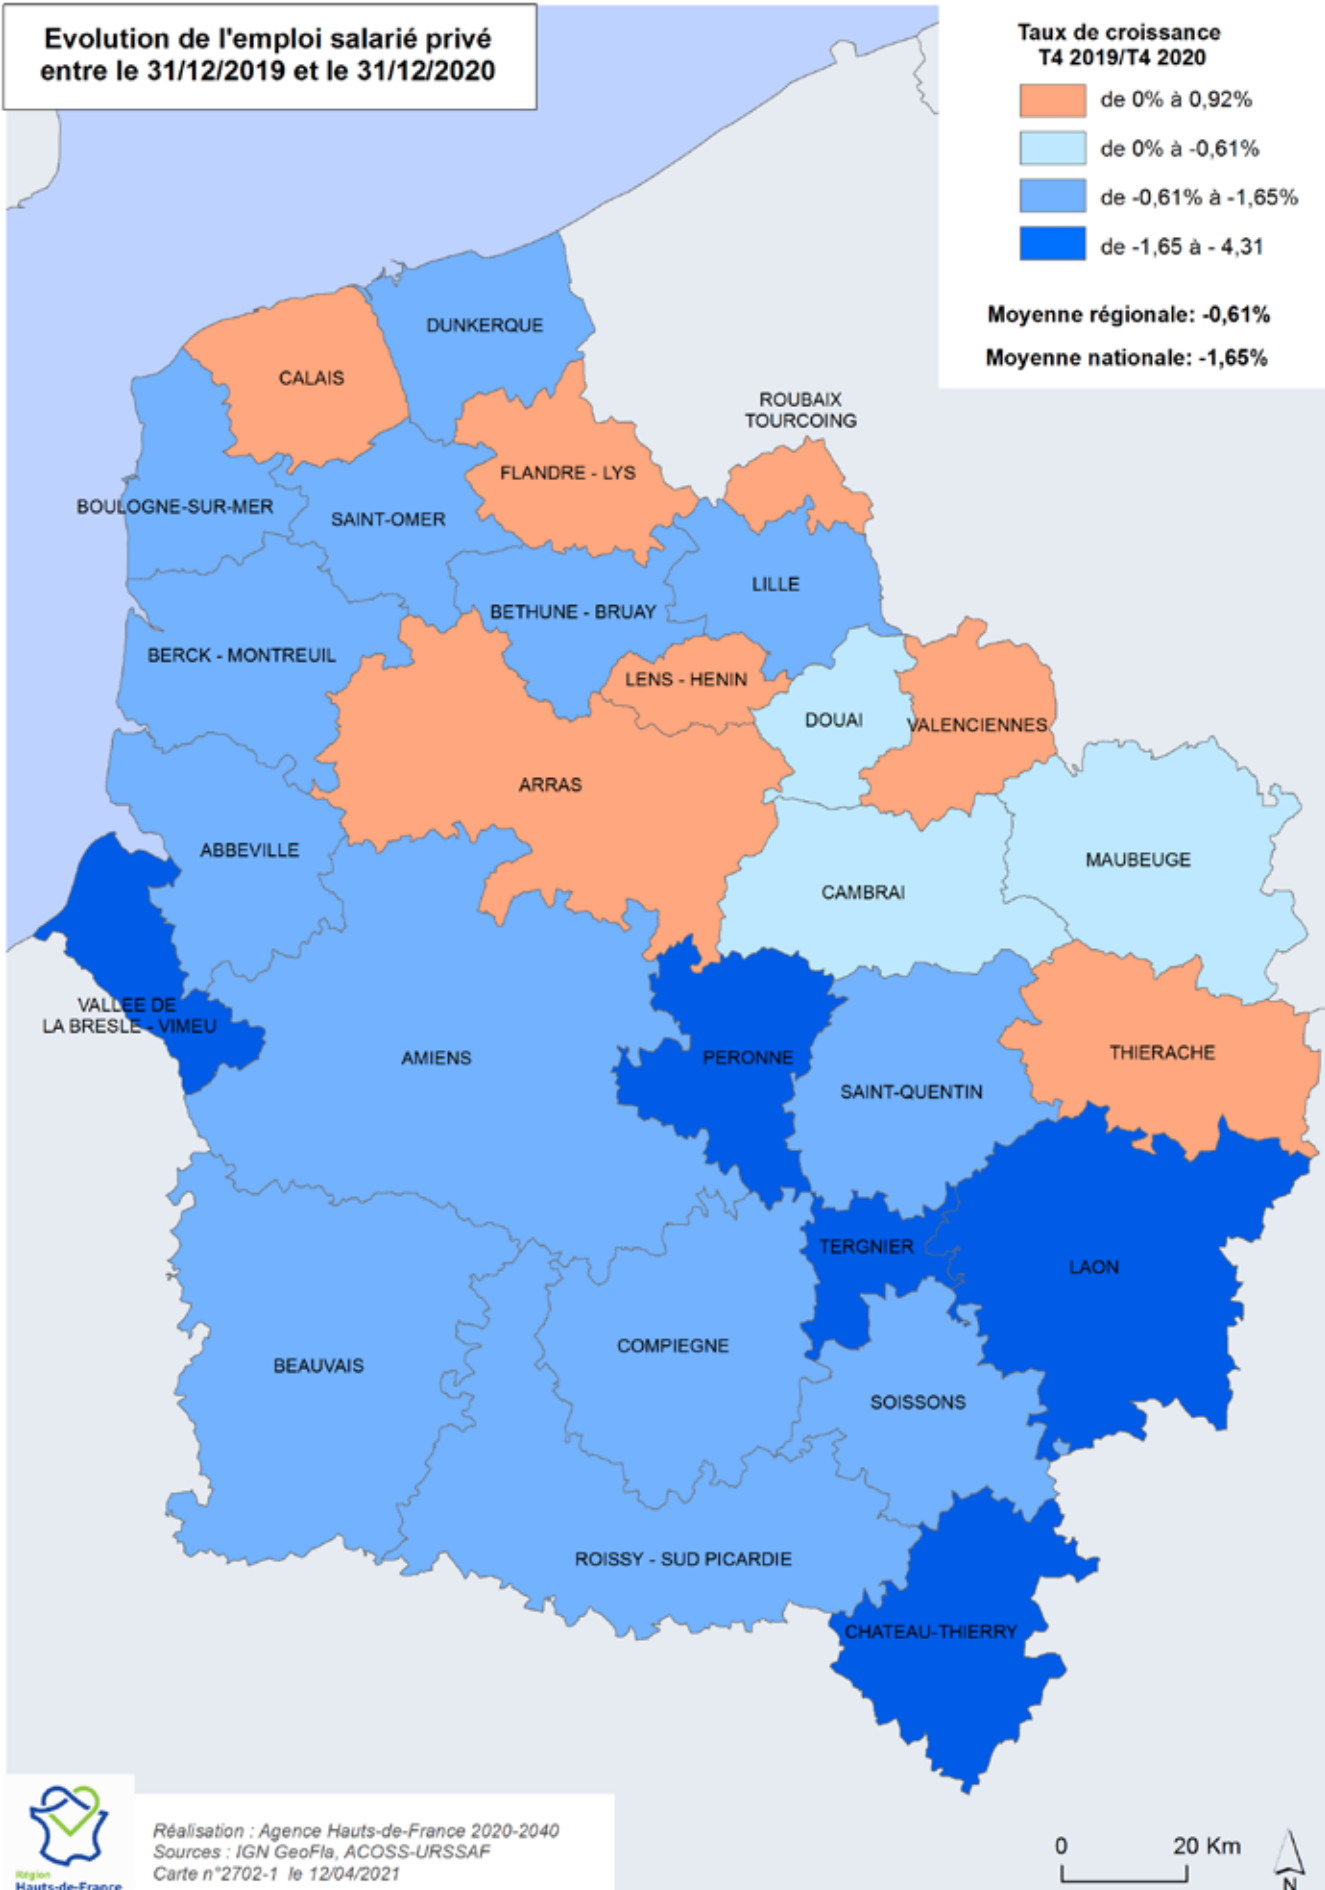 Evolution de l'emploi salarié privé
entre le 31/12/2019 et le 31/12/2020
Taux de croissance
T4 2019/T4 2020
de 0% à 0,92%
de 0% à -0,61%
de -0,61% à -1,65%
de -1,65 à - 4,31
Moyenne régionale: -0,61%
Moyenne nationale: -1,65%
DUNKERQUE
CALAIS
ROUBAIX
TOURCOING
FLANDRE - LYS
BOULOGNE-SUR-MER
SAINT-OMER
LILLE
BETHUNE - BRUAY
BERCK - MONTREUIL
LENS - HENIN
DOUAI
VALENCIENNES
ARRAS
ABBEVILLE
MAUBEUGE
CAMBRAI
VALLEE DE
LA BRESLE - VIMEU
AMIENS
PERONNE
THIERACHE
SAINT-QUENTIN
TERGNIER
LAON
COMPIEGNE
BEAUVAIS
SOISSONS
ROISSY - SUD PICARDIE
CHATEAU-THIERRY
Région
Hauts-de-France
Réalisation : Agence Hauts-de-France 2020-2040
Sources : IGN GeoFla, ACOSS-URSSAF
Carte n°2702-1 le 12/04/2021
0 20 Km
N